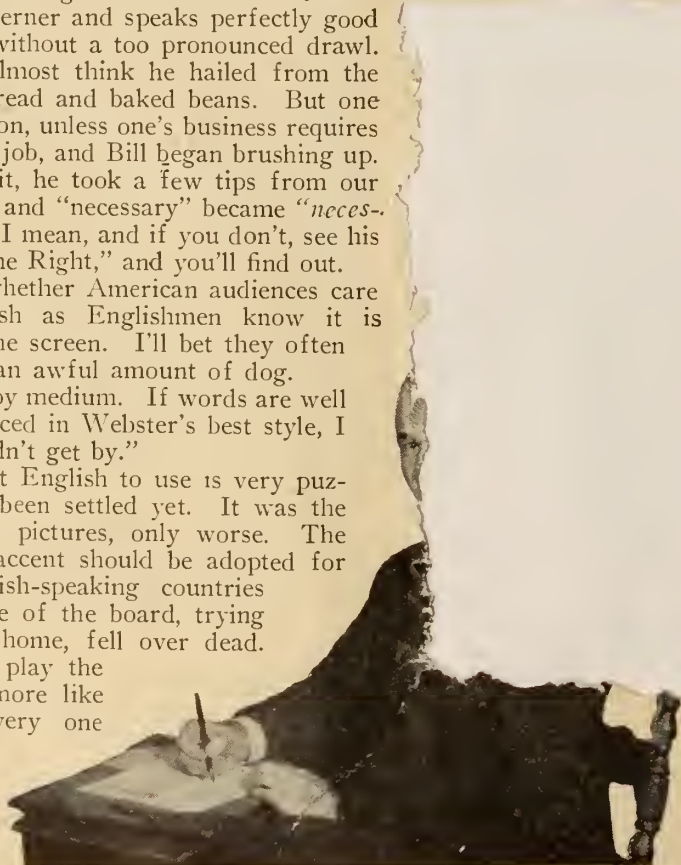 erner and speaks perfectly good
without a too pronounced drawl.
lmost think he hailed from the
read and baked beans. But one
on, unless one's business requires
job, and Bill began brushing up.
it, he took a few tips from our
and “necessary” became “neces-
I mean, and if you don't, see his
ne Right,” and you'll find out.
whether American audiences care
sh as Englishmen know it is
he screen. I'll bet they often
an awful amount of dog.
by medium. If words are well
ced in Webster's best style, I
dn't get by.”
t English to use is very puz-
been settled yet. It was the
pictures, only worse. The
accent should be adopted for
ish-speaking countries
e of the board, trying
home, fell over dead.
play the
more like
very one